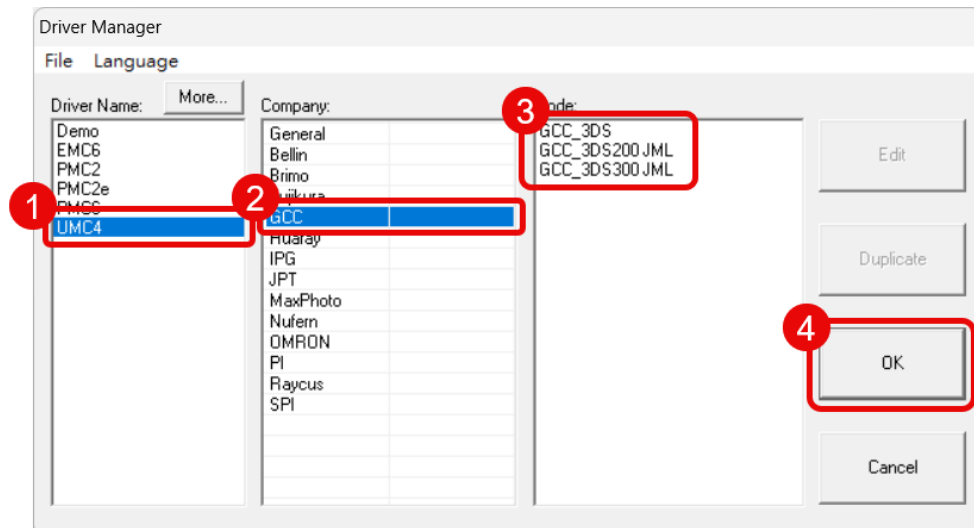 Driver Manager
File Language
Driver Name: More...
Demo
EMC6
PMC2
PMC2e
UMC4
Company:
General
Bellin
Brimo
GCC
Huaray
IPG
JPT
MaxPhoto
Nufern
OMRON
PI
Raycus
SPI
GCC_3DS
GCC_3DS200 JML
GCC_3DS300 JML
Edit
Duplicate
OK
Cancel
1
2
3
4